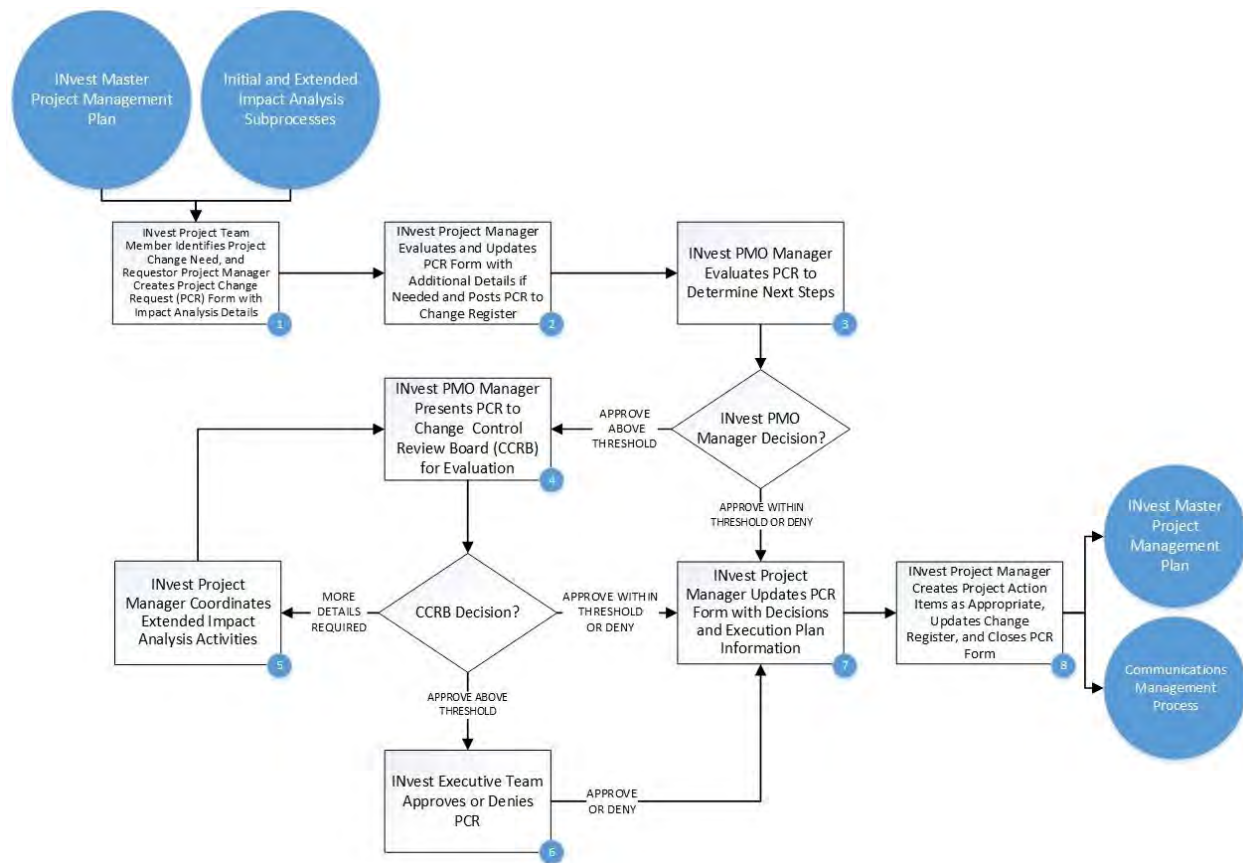 INvest Master
Project Management
Plan
Initial and Extended
Impact Analysis
Subprocesses
INvest Project Team
Member Identifies Project
Change Need, and
Requestor Project Manager
Creates Project Change
Request (PCR) Form with
Impact Analysis Details
1
INvest Project Manager
Evaluates and Updates
PCR Form with
Additional Details if
Needed and Posts PCR to
Change Register
2
INvest PMO Manager
Evaluates PCR to
Determine Next Steps
3
INvest PMO Manager
Presents PCR to
Change Control
Review Board (CCRB)
for Evaluation
4
APPROVE
ABOVE
THRESHOLD
INvest PMO
Manager Decision?
APPROVE WITHIN
THRESHOLD OR DENY
INvest Project
Manager Coordinates
Extended Impact
Analysis Activities
5
MORE
DETAILS
REQUIRED
CCRB Decision?
APPROVE WITHIN
THRESHOLD
OR DENY
INvest Project
Manager Updates PCR
Form with Decisions
and Execution Plan
Information
7
INvest Project Manager
Creates Project Action
Items as Appropriate,
Updates Change
Register, and Closes PCR
Form
8
INvest Master
Project
Management
Plan
Communications
Management
Process
APPROVE ABOVE
THRESHOLD
INvest Executive Team
Approves or Denies
PCR
6
APPROVE
OR DENY